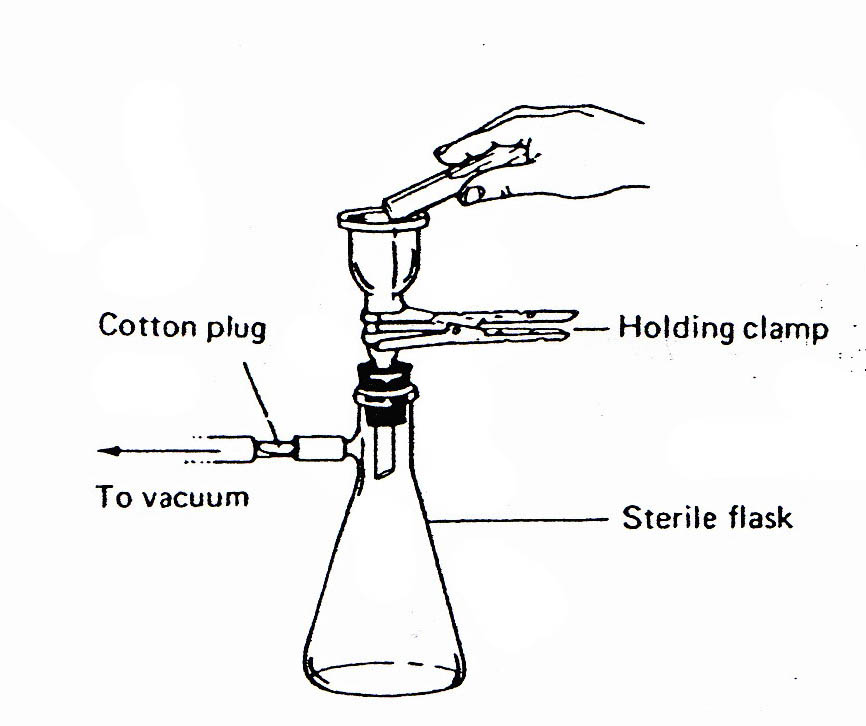 Cotton plug
Holding clamp
To vacuum
Sterile flask